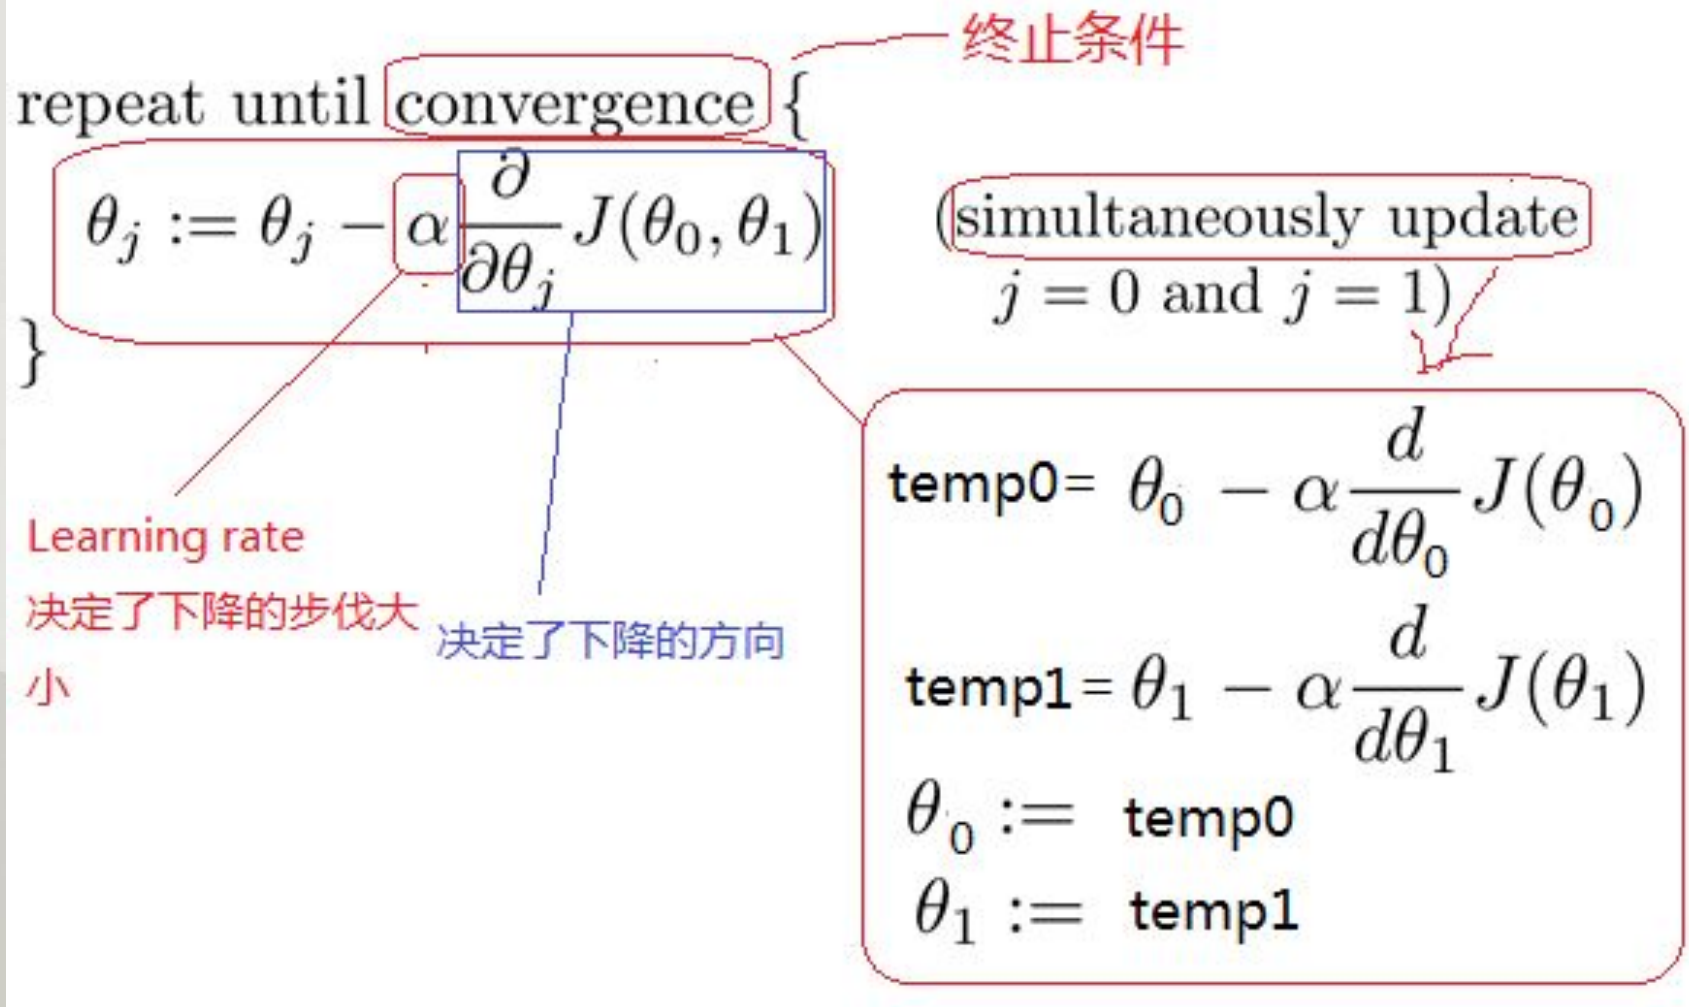 终止条件
repeat until convergence {
θj := θj − α ∂/∂θj J(θ0, θ1)
(simultaneously update
j = 0 and j = 1)
}
Learning rate
决定了下降的步伐大
小
决定了下降的方向
temp0= θ0 − α d/dθ0 J(θ0)
temp1= θ1 − α d/dθ1 J(θ1)
θ0 := temp0
θ1 := temp1